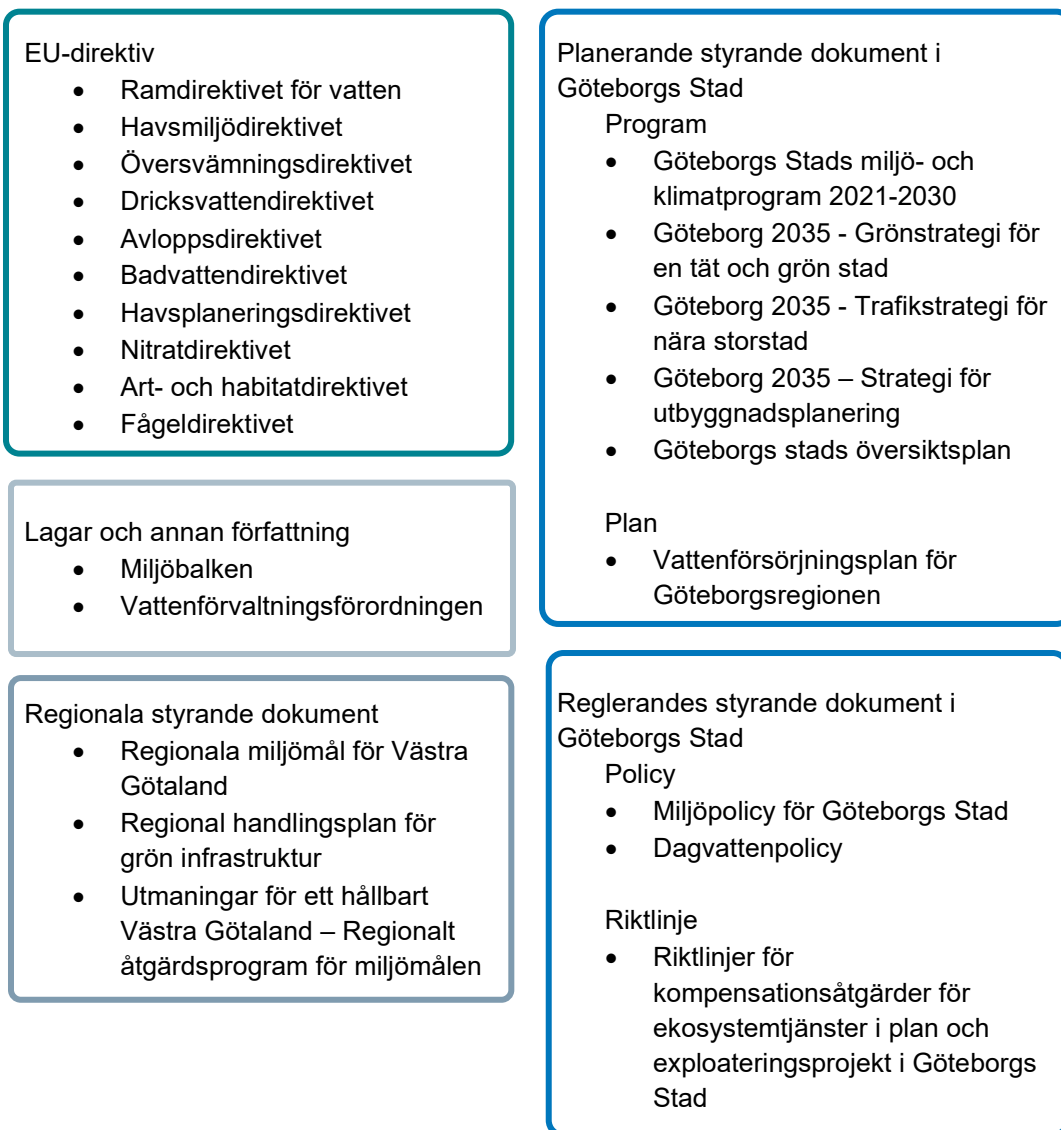 EU-direktiv
• Ramdirektivet för vatten
• Havsmiljödirektivet
• Översvämningsdirektivet
• Dricksvattendirektivet
• Avloppsdirektivet
• Badvattendirektivet
• Havsplaneringsdirektivet
• Nitratdirektivet
• Art- och habitatdirektivet
• Fågeldirektivet
Lagar och annan författning
• Miljöbalken
• Vattenförvaltningsförordningen
Regionala styrande dokument
• Regionala miljömål för Västra
Götaland
• Regional handlingsplan för
grön infrastruktur
• Utmaningar för ett hållbart
Västra Götaland – Regionalt
åtgärdsprogram för miljömålen
Planerande styrande dokument i
Göteborgs Stad
Program
• Göteborgs Stads miljö- och
klimatprogram 2021-2030
• Göteborg 2035 - Grönstrategi för
en tät och grön stad
• Göteborg 2035 - Trafikstrategi för
nära storstad
• Göteborg 2035 – Strategi för
utbyggnadsplanering
• Göteborgs stads översiktsplan
Plan
• Vattenförsörjningsplan för
Göteborgsregionen
Reglerandes styrande dokument i
Göteborgs Stad
Policy
• Miljöpolicy för Göteborgs Stad
• Dagvattenpolicy
Riktlinje
• Riktlinjer för
kompensationsåtgärder för
ekosystemtjänster i plan och
exploateringsprojekt i Göteborgs
Stad